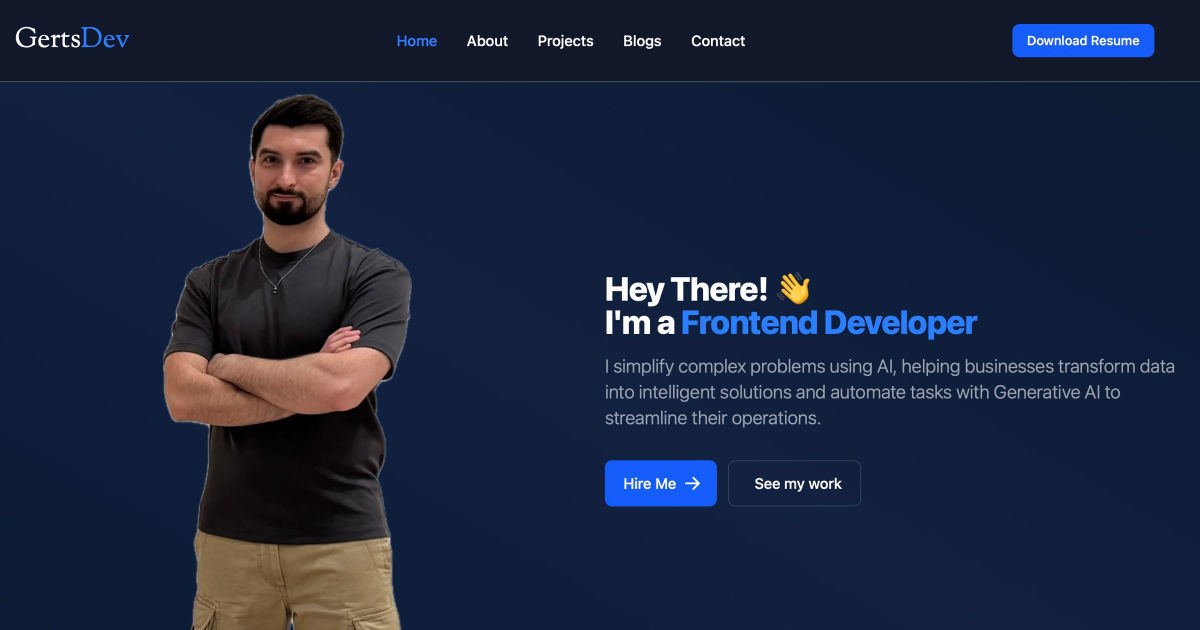 GertsDev
Home About Projects Blogs Contact
Download Resume
Hey There! 👋
I'm a Frontend Developer
I simplify complex problems using AI, helping businesses transform data
into intelligent solutions and automate tasks with Generative AI to
streamline their operations.
Hire Me →
See my work